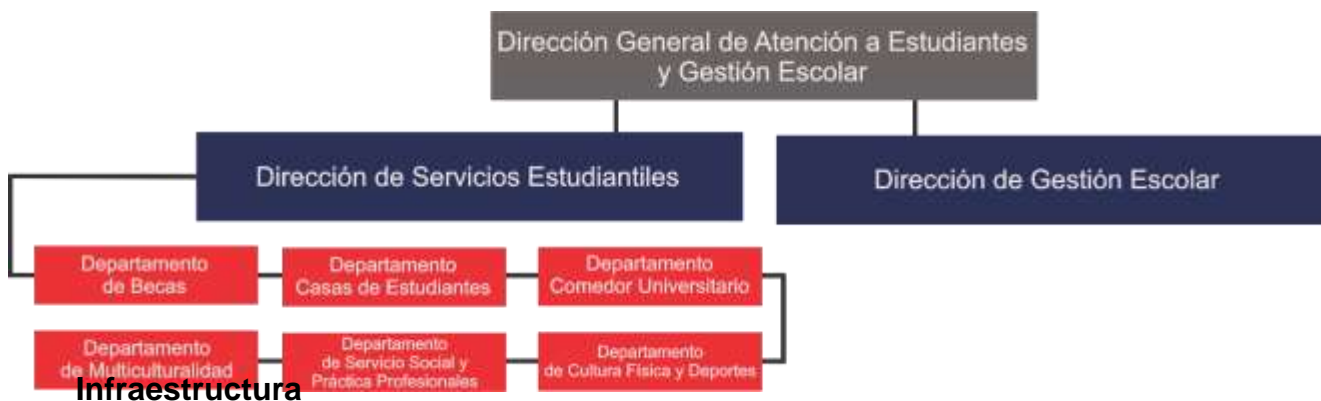 Dirección General de Atención a Estudiantes
y Gestión Escolar
Dirección de Servicios Estudiantiles
Dirección de Gestión Escolar
Departamento
de Becas
Departamento
Casas de Estudiantes
Departamento
Comedor Universitario
Departamento
de Multiculturalidad
Departamento
de Servicio Social y
Práctica Profesionales
Departamento
de Cultura Física y Deportes
Infraestructura